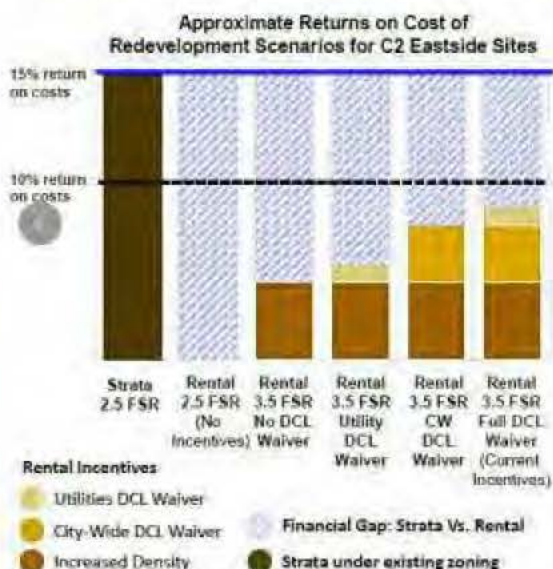 Approximate Returns on Cost of
Redevelopment Scenarios for C2 Eastside Sites
15% return
on costs
10% return
on costs
Strata
2.5 FSR
Rental
2.5 FSR
(No
Incentives)
Rental
3.5 FSR
No DCL
Waiver
Rental
3.5 FSR
Utility
DCL
Waiver
Rental
3.5 FSR
CW
DCL
Waiver
Rental
3.5 FSR
Full DCL
Waiver
(Current
Incentives)
Rental Incentives
Utilities DCL Waiver
City-Wide DCL Waiver
Increased Density
Financial Gap: Strata Vs. Rental
Strata under existing zoning